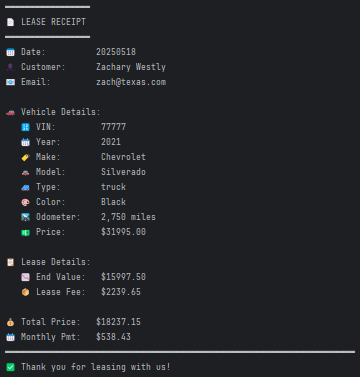 LEASE RECEIPT
Date: 20250518
Customer: Zachary Westly
Email: zach@texas.com
Vehicle Details:
VIN: 77777
Year: 2021
Make: Chevrolet
Model: Silverado
Type: truck
Color: Black
Odometer: 2,750 miles
Price: $31995.00
Lease Details:
End Value: $15997.50
Lease Fee: $2239.65
Total Price: $18237.15
Monthly Pmt: $538.43
Thank you for leasing with us!